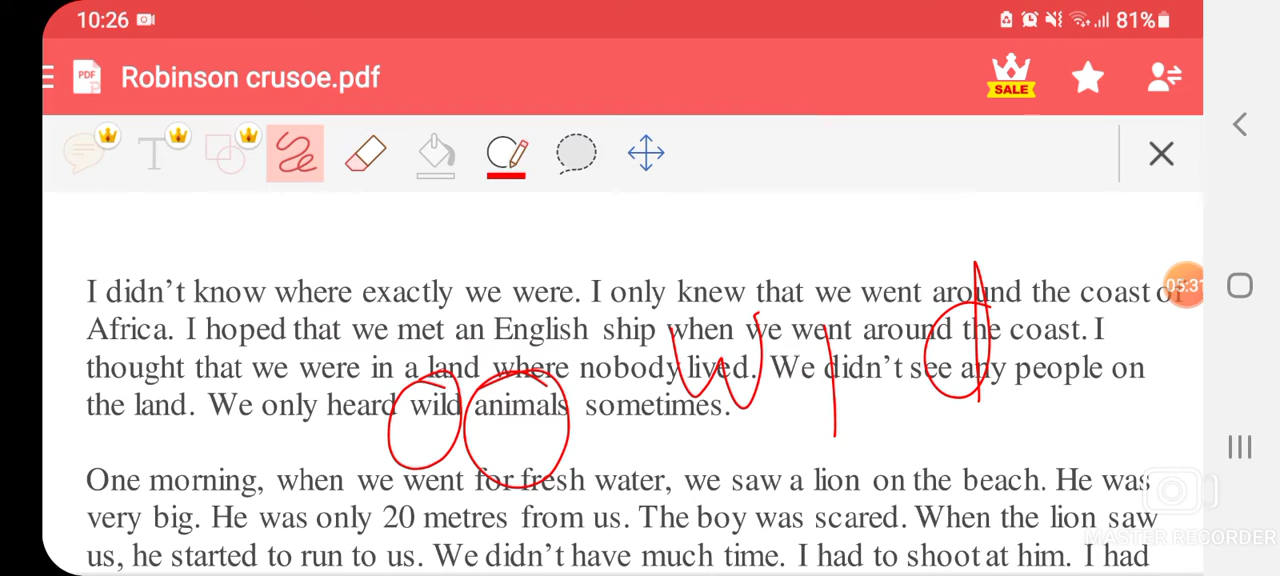 10:26 81%
PDF Robinson crusoe.pdf SALE
T
I didn't know where exactly we were. I only knew that we went around the coast of
05:31
Africa. I hoped that we met an English ship when we went around the coast. I
thought that we were in a land where nobody lived. We didn't see any people on
the land. We only heard wild animals sometimes.
w i d
One morning, when we went for fresh water, we saw a lion on the beach. He was
very big. He was only 20 metres from us. The boy was scared. When the lion saw
MASTER RECORDER
us, he started to run to us. We didn't have much time. I had to shoot at him. I had